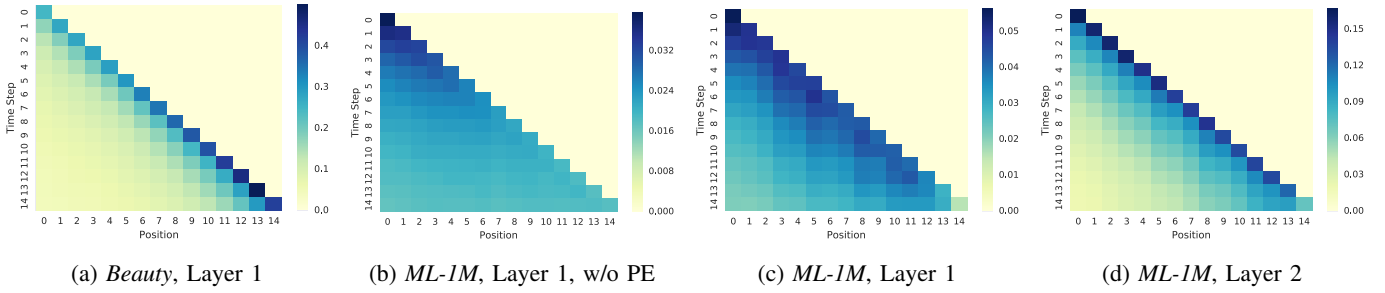 0 1 2 3 4 5 6 7 8 9 10 11 12 13 14
Time Step
0 1 2 3 4 5 6 7 8 9 10 11 12 13 14
Position
0.4
0.3
0.2
0.1
0.0
(a) Beauty, Layer 1
0 1 2 3 4 5 6 7 8 9 10 11 12 13 14
Time Step
0 1 2 3 4 5 6 7 8 9 10 11 12 13 14
Position
0.032
0.024
0.016
0.008
0.000
(b) ML-1M, Layer 1, w/o PE
0 1 2 3 4 5 6 7 8 9 10 11 12 13 14
Time Step
0 1 2 3 4 5 6 7 8 9 10 11 12 13 14
Position
0.05
0.04
0.03
0.02
0.01
0.00
(c) ML-1M, Layer 1
0 1 2 3 4 5 6 7 8 9 10 11 12 13 14
Time Step
0 1 2 3 4 5 6 7 8 9 10 11 12 13 14
Position
0.15
0.12
0.09
0.06
0.03
0.00
(d) ML-1M, Layer 2